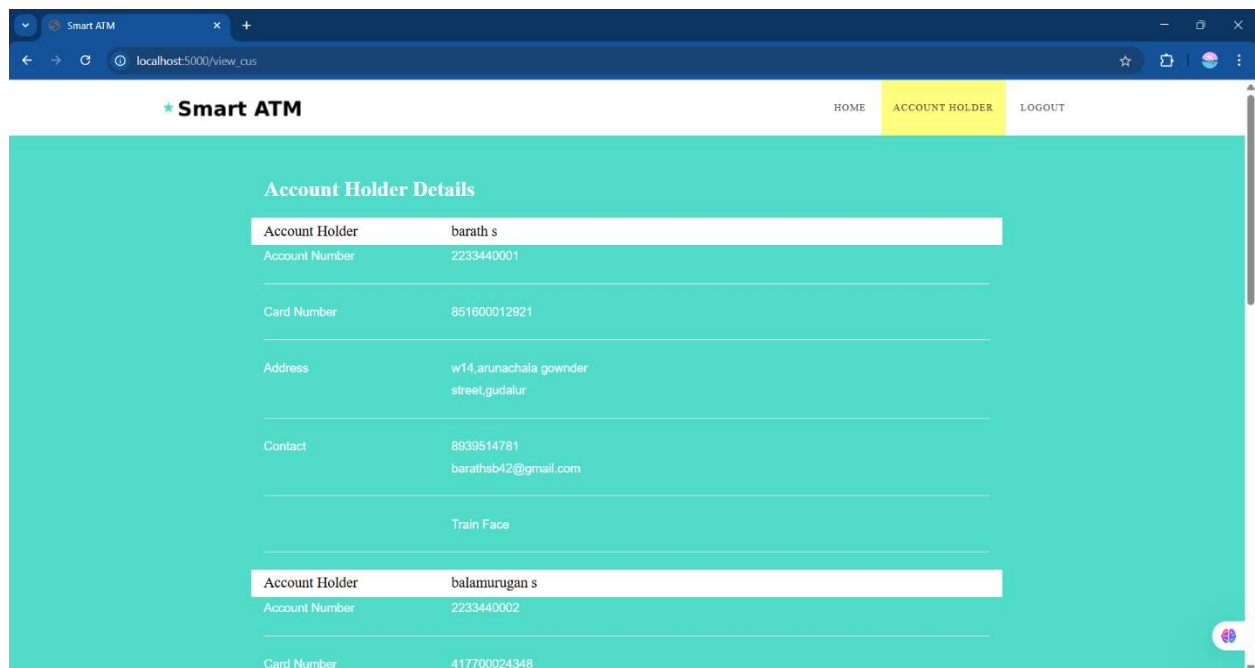 Smart ATM
localhost:5000/view_cus
Smart ATM
HOME ACCOUNT HOLDER LOGOUT
Account Holder Details
Account Holder barath s
Account Number 2233440001
Card Number 851600012921
Address w14,arunachala gownder
street,gudalur
Contact 8939514781
barathsb42@gmail.com
Train Face
Account Holder balamurugan s
Account Number 2233440002
Card Number 417700024348